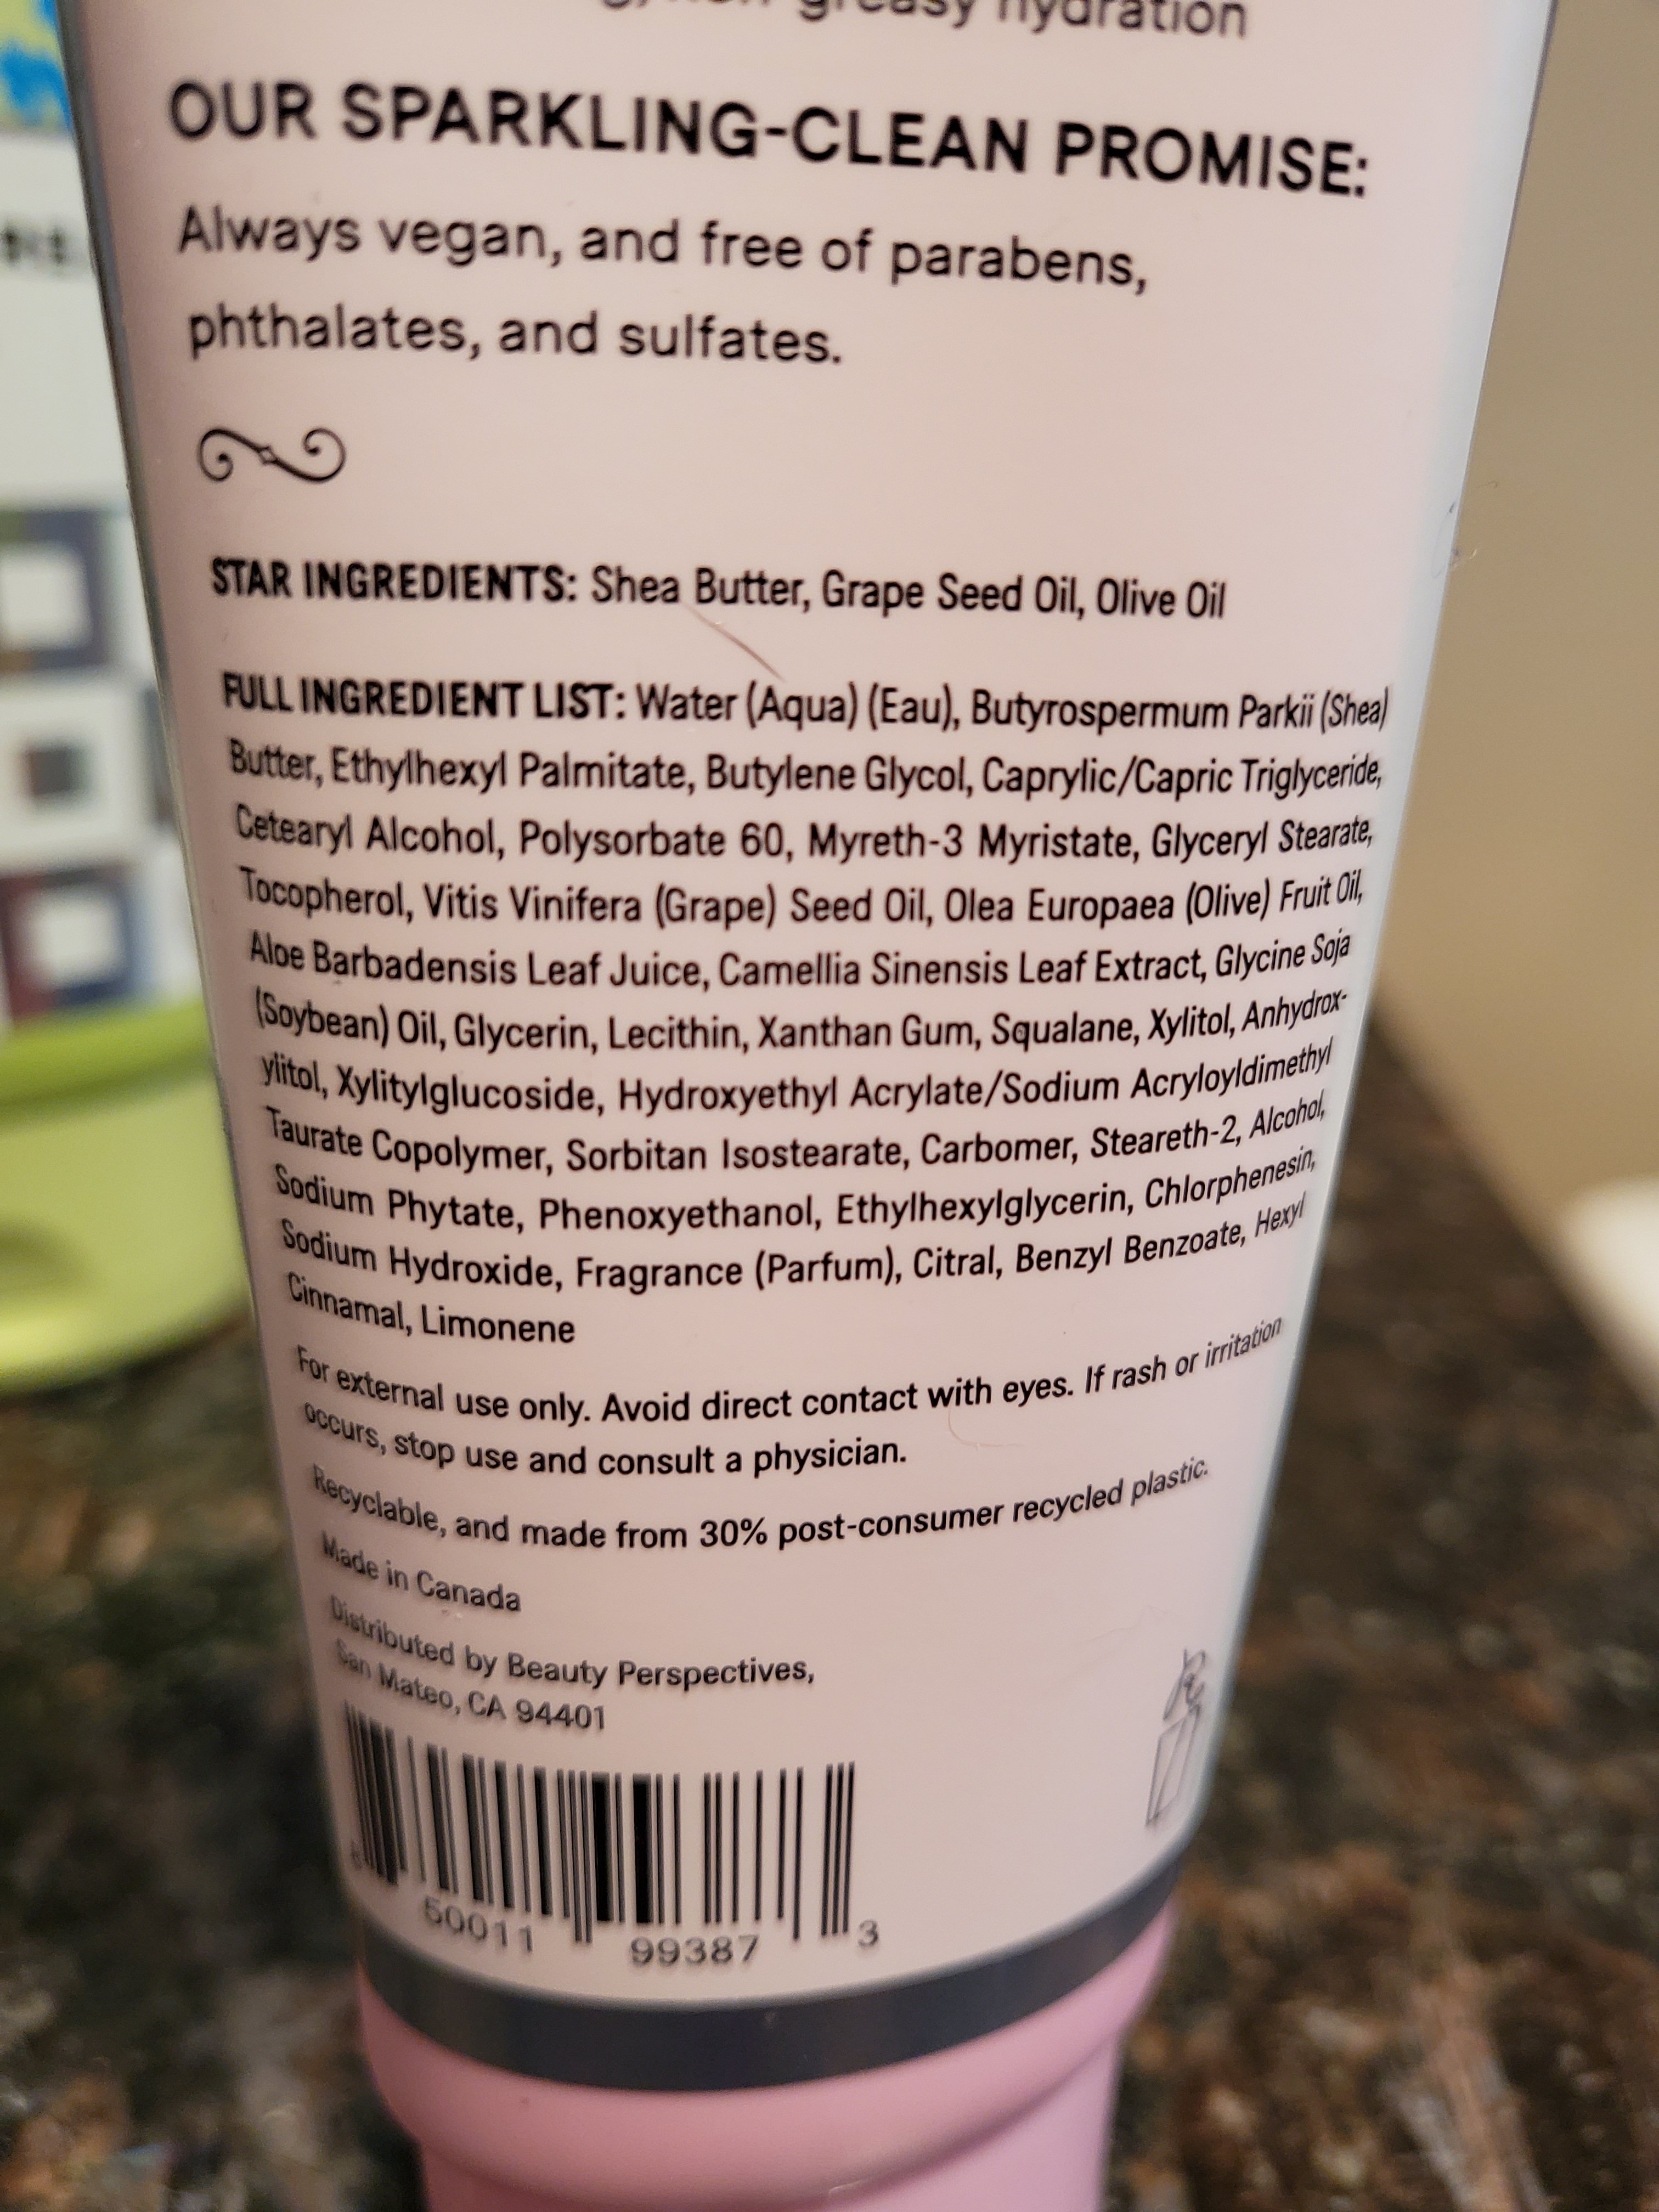 greasy hydration
OUR SPARKLING-CLEAN PROMISE:
Always vegan, and free of parabens,
phthalates, and sulfates.
STAR INGREDIENTS: Shea Butter, Grape Seed Oil, Olive Oil
FULL INGREDIENT LIST: Water (Aqua) (Eau), Butyrospermum Parkii (Shea)
Butter, Ethylhexyl Palmitate, Butylene Glycol, Caprylic/Capric Triglyceride,
Cetearyl Alcohol, Polysorbate 60, Myreth-3 Myristate, Glyceryl Stearate,
Tocopherol, Vitis Vinifera (Grape) Seed Oil, Olea Europaea (Olive) Fruit Oil,
Aloe Barbadensis Leaf Juice, Camellia Sinensis Leaf Extract, Glycine Soja
(Soybean) Oil, Glycerin, Lecithin, Xanthan Gum, Squalane, Xylitol, Anhydrox-
ylitol, Xylitylglucoside, Hydroxyethyl Acrylate/Sodium Acryloyldimethyl
Taurate Copolymer, Sorbitan Isostearate, Carbomer, Steareth-2, Alcohol,
Sodium Phytate, Phenoxyethanol, Ethylhexylglycerin, Chlorphenesin,
Sodium Hydroxide, Fragrance (Parfum), Citral, Benzyl Benzoate, Hexyl
Cinnamal, Limonene
For external use only. Avoid direct contact with eyes. If rash or irritation
occurs, stop use and consult a physician.
Recyclable, and made from 30% post-consumer recycled plastic.
Made in Canada
Distributed by Beauty Perspectives,
San Mateo, CA 94401
50011 99387 3